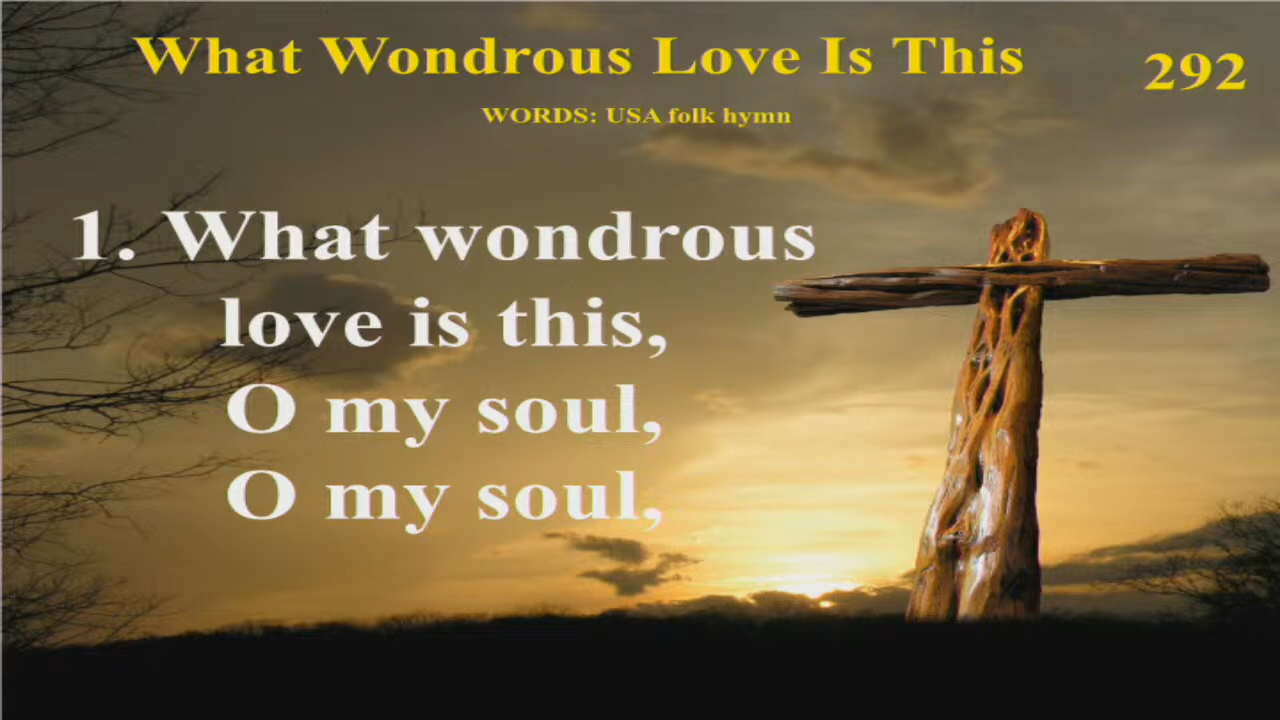 What Wondrous Love Is This
292
WORDS: USA folk hymn
1. What wondrous
love is this,
O my soul,
O my soul,